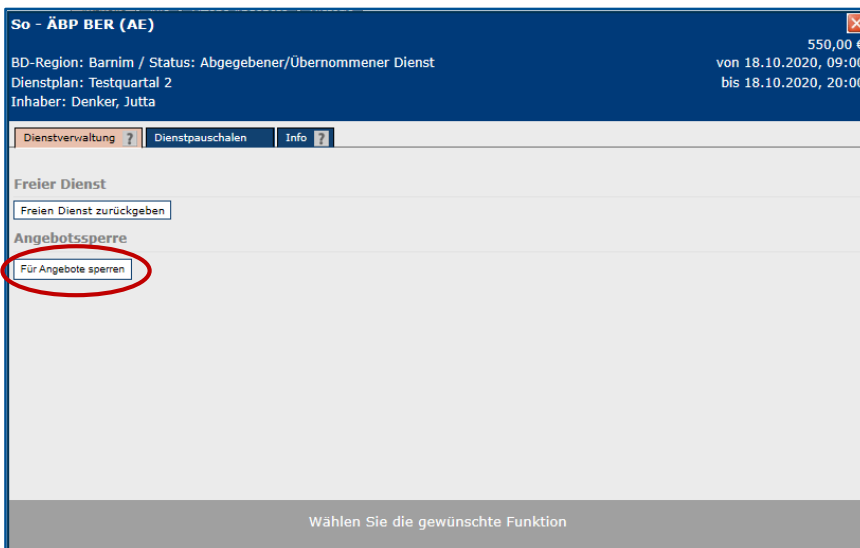 So - ÄBP BER (AE)
550,00 €
BD-Region: Barnim / Status: Abgegebener/Übernommener Dienst
von 18.10.2020, 09:00
Dienstplan: Testquartal 2
bis 18.10.2020, 20:00
Inhaber: Denker, Jutta
Dienstverwaltung ? Dienstpauschalen Info ?
Freier Dienst
Freien Dienst zurückgeben
Angebotssperre
Für Angebote sperren
Wählen Sie die gewünschte Funktion